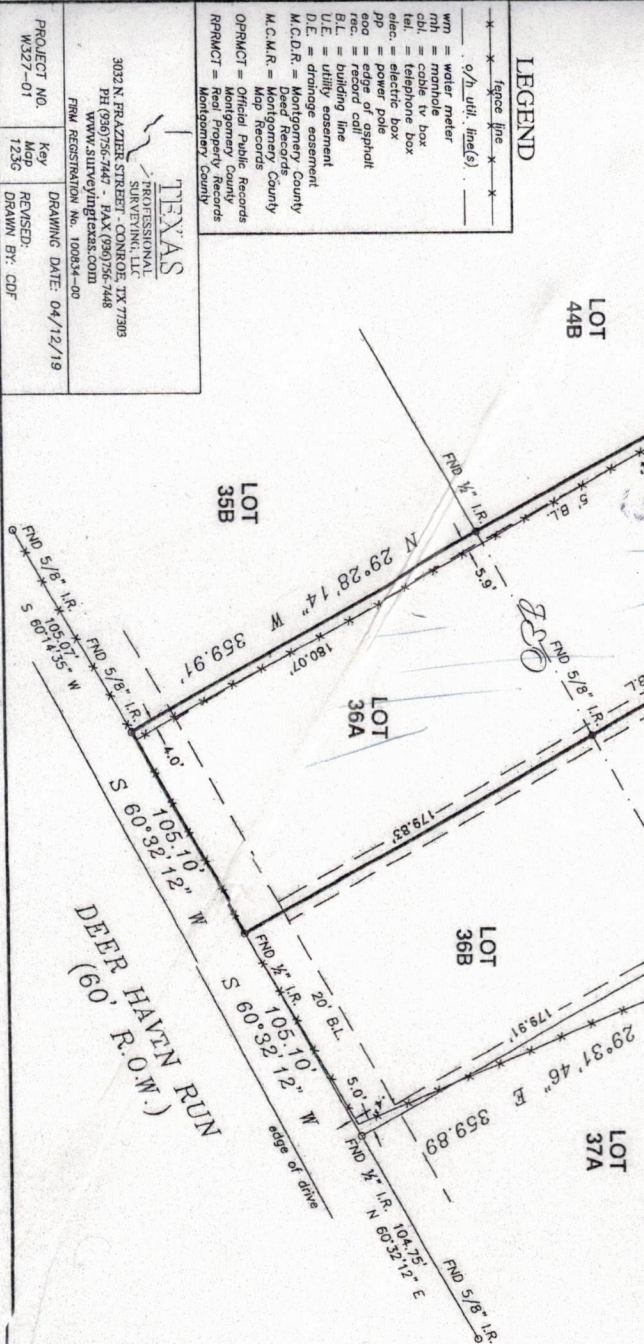 LEGEND
fence line
o/h util. line(s)
wm = water meter
mh = manhole
cbl. = cable tv box
tel. = telephone box
elec. = electric box
pp = power pole
eoa = edge of asphalt
rec. = record call
B.L. = building line
U.E. = utility easement
D.E. = drainage easement
M.C.D.R. = Montgomery County
Deed Records
M.C.M.R. = Montgomery County
Map Records
OPRMCT = Official Public Records
Montgomery County
RPRMCT = Real Property Records
Montgomery County
TEXAS
PROFESSIONAL
SURVEYING, LLC
3032 N. FRAZIER STREET - CONROE, TX 77303
PH (936)756-7447 - FAX (936)756-7448
www.surveyingtexas.com
FIRM REGISTRATION No. 100834-00
PROJECT NO.
W327-01
Key
Map
123G
DRAWING DATE: 04/12/19
REVISED:
DRAWN BY: CDF
LOT
44B
FND ½" I.R.
5' B.L.
5.9'
FND 5/8" I.R.
B.L.
LOT
35B
N 29°28'14" W 359.91'
180.07'
LOT
36A
179.83'
LOT
36B
179.91'
29°31'46" E 359.89
LOT
37A
FND 5/8" I.R.
105.07'
S 60°14'35" W
FND 5/8" I.R.
4.0'
105.10'
S 60°32'12" W
FND ½" I.R.
20' B.L.
105.10'
S 60°32'12" W
5.0'
FND ½" I.R.
104.75'
N 60°32'12" E
FND 5/8" I.R.
edge of drive
DEER HAVEN RUN
(60' R.O.W.)